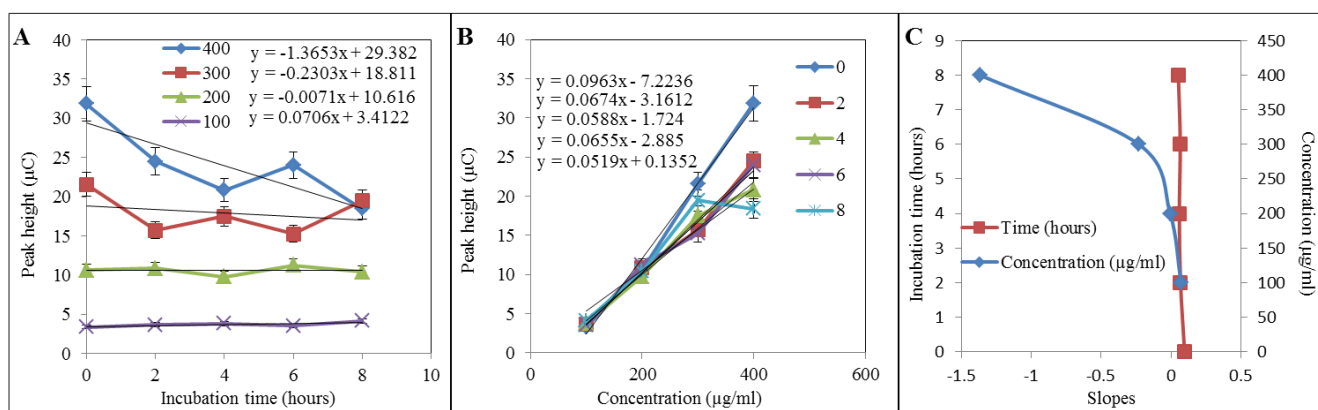 A
40
35
30
25
20
15
10
5
0
Peak height (µC)
400 y = -1.3653x + 29.382
300 y = -0.2303x + 18.811
200 y = -0.0071x + 10.616
100 y = 0.0706x + 3.4122
0 2 4 6 8 10
Incubation time (hours)
B
40
35
30
25
20
15
10
5
0
Peak height (µC)
y = 0.0963x - 7.2236
y = 0.0674x - 3.1612
y = 0.0588x - 1.724
y = 0.0655x - 2.885
y = 0.0519x + 0.1352
0
2
4
6
8
0 200 400 600
Concentration (µg/ml)
C
9
8
7
6
5
4
3
2
1
0
Incubation time (hours)
Time (hours)
Concentration (µg/ml)
450
400
350
300
250
200
150
100
50
0
Concentration (µg/ml)
-1.5 -0.5 0 0.5
Slopes